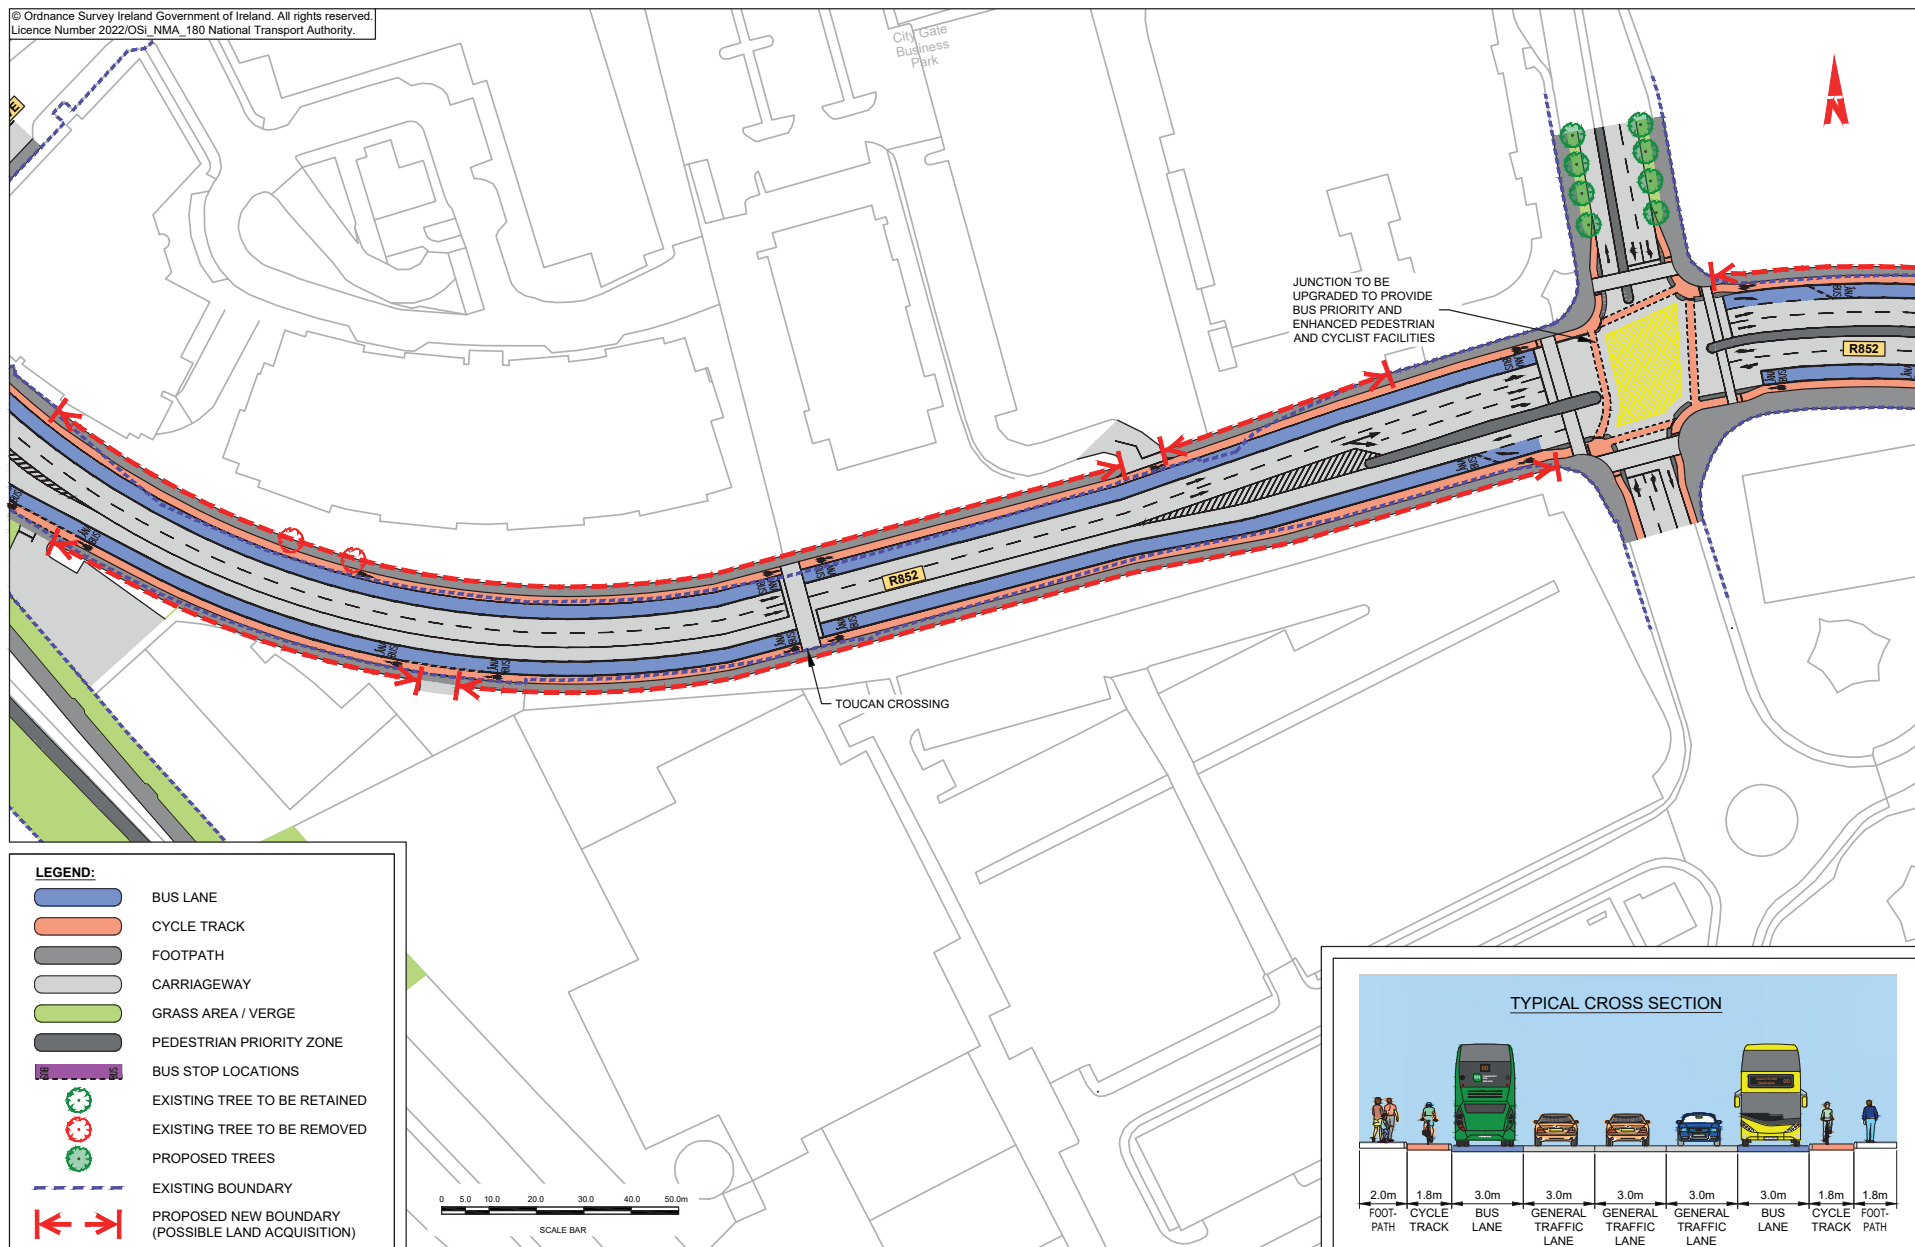 © Ordnance Survey Ireland Government of Ireland. All rights reserved.
Licence Number 2022/OSi_NMA_180 National Transport Authority.
City Gate
Business
Park
N
JUNCTION TO BE
UPGRADED TO PROVIDE
BUS PRIORITY AND
ENHANCED PEDESTRIAN
AND CYCLIST FACILITIES
R852
R852
TOUCAN CROSSING
LEGEND:
BUS LANE
CYCLE TRACK
FOOTPATH
CARRIAGEWAY
GRASS AREA / VERGE
PEDESTRIAN PRIORITY ZONE
BUS BUS
BUS STOP LOCATIONS
EXISTING TREE TO BE RETAINED
EXISTING TREE TO BE REMOVED
PROPOSED TREES
EXISTING BOUNDARY
PROPOSED NEW BOUNDARY
(POSSIBLE LAND ACQUISITION)
0 5.0 10.0 20.0 30.0 40.0 50.0m
SCALE BAR
TYPICAL CROSS SECTION
2.0m 1.8m 3.0m 3.0m 3.0m 3.0m 3.0m 1.8m 1.8m
FOOT-
PATH
CYCLE
TRACK
BUS
LANE
GENERAL
TRAFFIC
LANE
GENERAL
TRAFFIC
LANE
GENERAL
TRAFFIC
LANE
BUS
LANE
CYCLE
TRACK
FOOT-
PATH